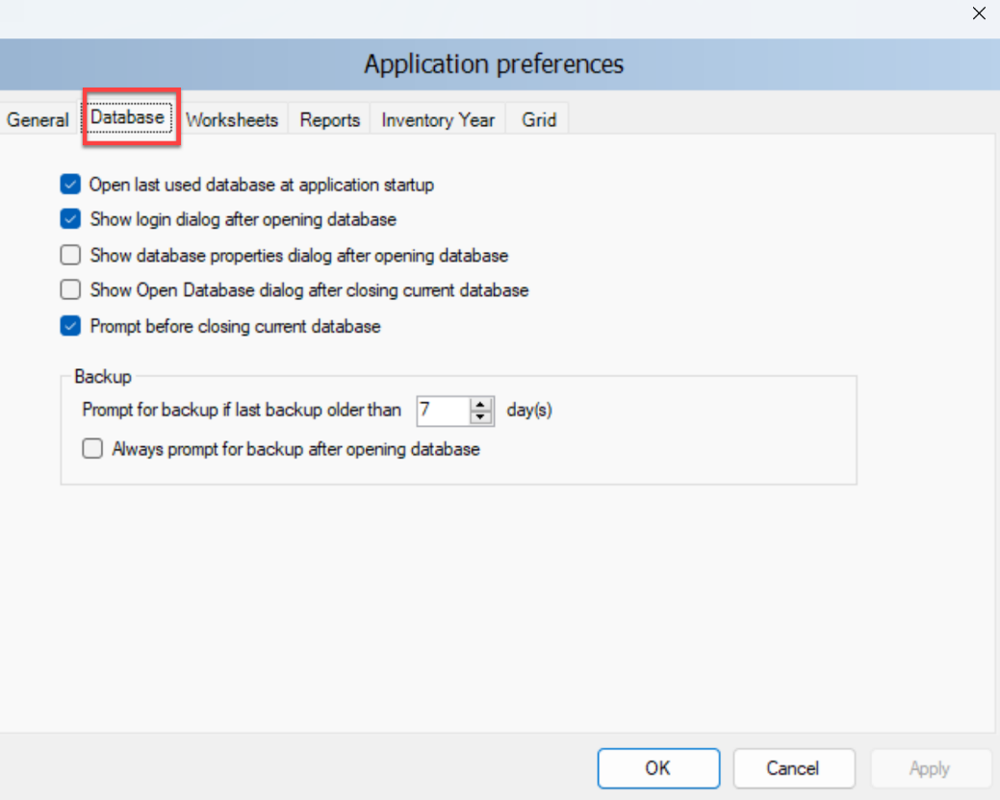 Application preferences
General Database Worksheets Reports Inventory Year Grid
Open last used database at application startup
Show login dialog after opening database
Show database properties dialog after opening database
Show Open Database dialog after closing current database
Prompt before closing current database
Backup
Prompt for backup if last backup older than 7 day(s)
Always prompt for backup after opening database
OK Cancel Apply